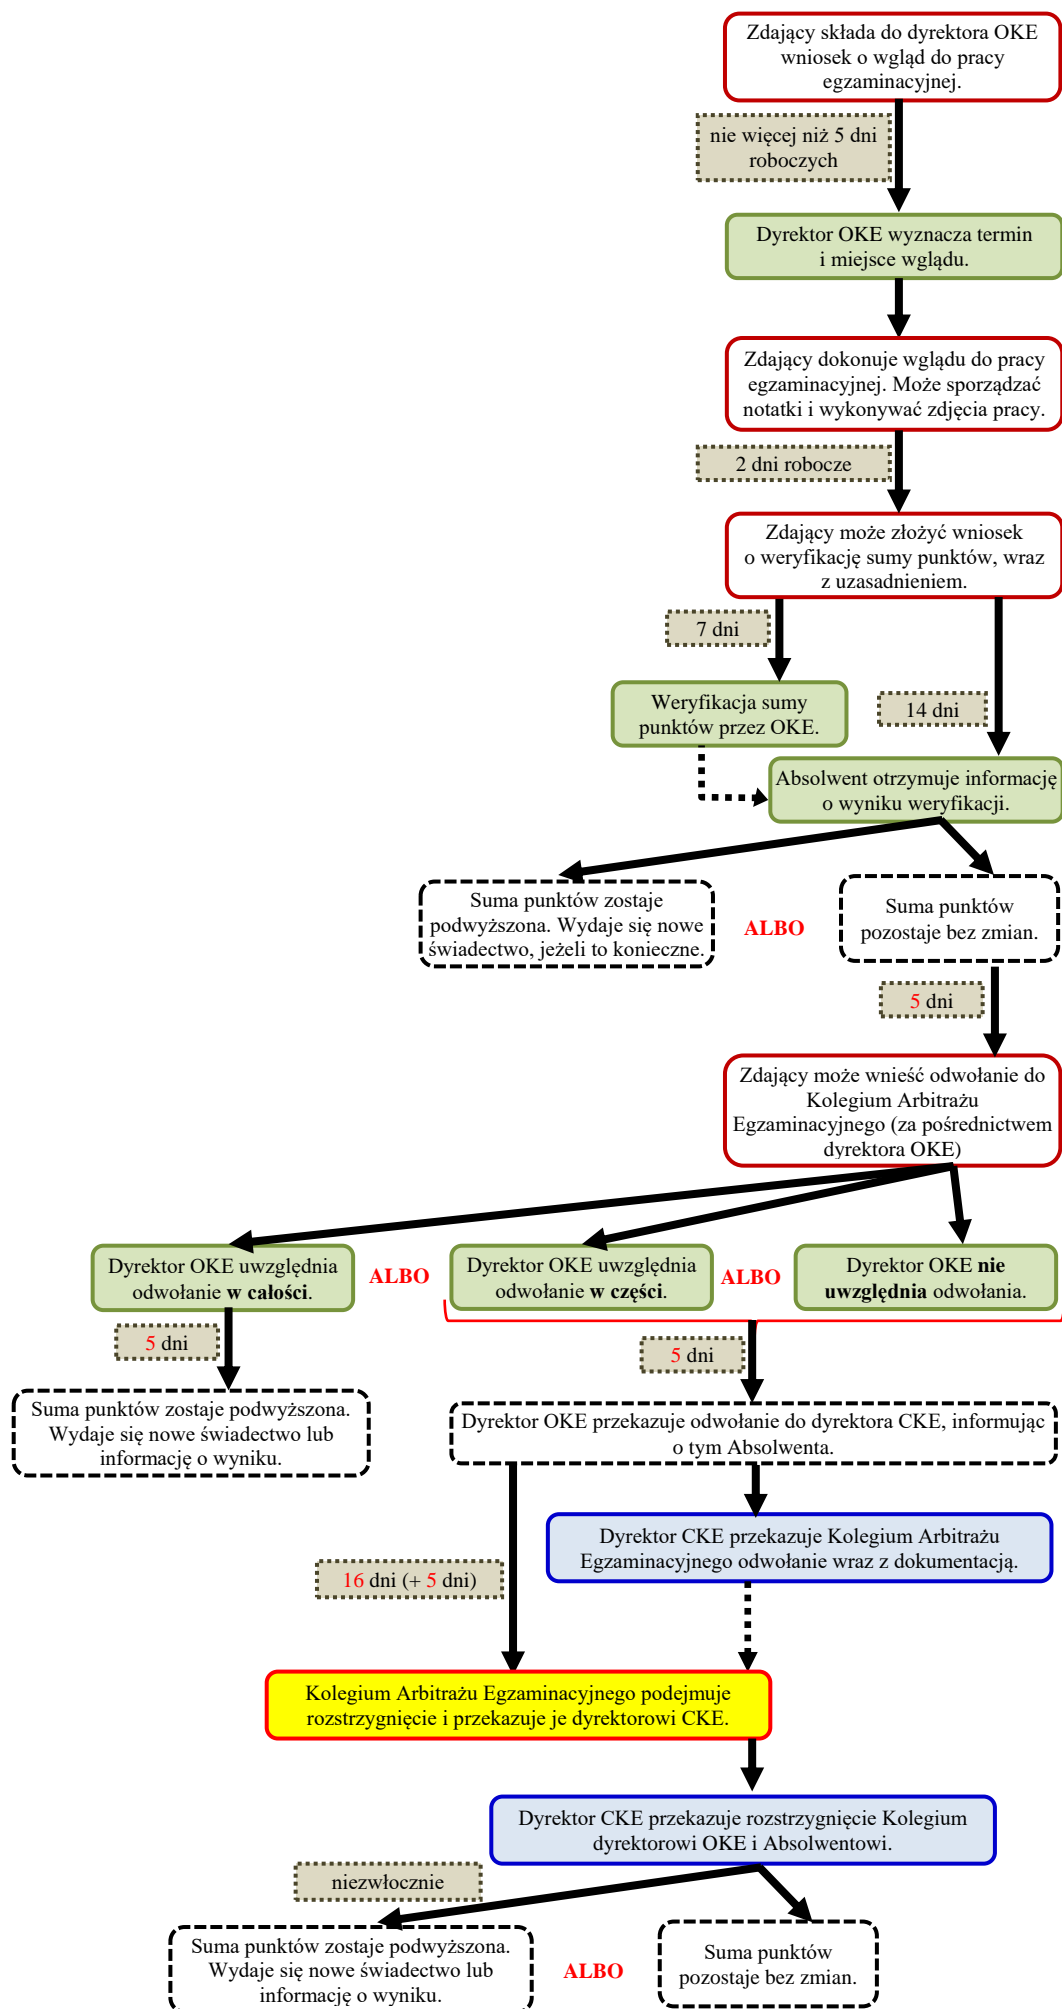 Zdający składa do dyrektora OKE
wniosek o wgląd do pracy
egzaminacyjnej.
nie więcej niż 5 dni
roboczych
Dyrektor OKE wyznacza termin
i miejsce wglądu.
Zdający dokonuje wglądu do pracy
egzaminacyjnej. Może sporządzać
notatki i wykonywać zdjęcia pracy.
2 dni robocze
Zdający może złożyć wniosek
o weryfikację sumy punktów, wraz
z uzasadnieniem.
7 dni
Weryfikacja sumy
punktów przez OKE.
14 dni
Absolwent otrzymuje informację
o wyniku weryfikacji.
Suma punktów zostaje
podwyższona. Wydaje się nowe
świadectwo, jeżeli to konieczne.
ALBO
Suma punktów
pozostaje bez zmian.
5 dni
Zdający może wnieść odwołanie do
Kolegium Arbitrażu
Egzaminacyjnego (za pośrednictwem
dyrektora OKE)
Dyrektor OKE uwzględnia
odwołanie w całości.
ALBO
Dyrektor OKE uwzględnia
odwołanie w części.
ALBO
Dyrektor OKE nie
uwzględnia odwołania.
5 dni
5 dni
Suma punktów zostaje podwyższona.
Wydaje się nowe świadectwo lub
informację o wyniku.
Dyrektor OKE przekazuje odwołanie do dyrektora CKE, informując
o tym Absolwenta.
Dyrektor CKE przekazuje Kolegium Arbitrażu
Egzaminacyjnego odwołanie wraz z dokumentacją.
16 dni (+ 5 dni)
Kolegium Arbitrażu Egzaminacyjnego podejmuje
rozstrzygnięcie i przekazuje je dyrektorowi CKE.
Dyrektor CKE przekazuje rozstrzygnięcie Kolegium
dyrektorowi OKE i Absolwentowi.
niezwłocznie
Suma punktów zostaje podwyższona.
Wydaje się nowe świadectwo lub
informację o wyniku.
ALBO
Suma punktów
pozostaje bez zmian.